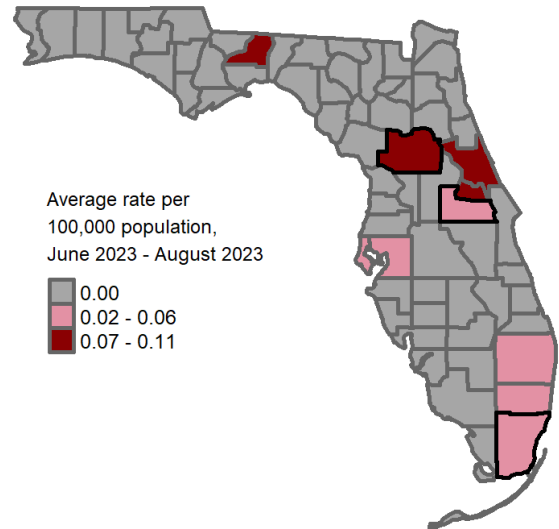 Average rate per
100,000 population,
June 2023 - August 2023
0.00
0.02 - 0.06
0.07 - 0.11